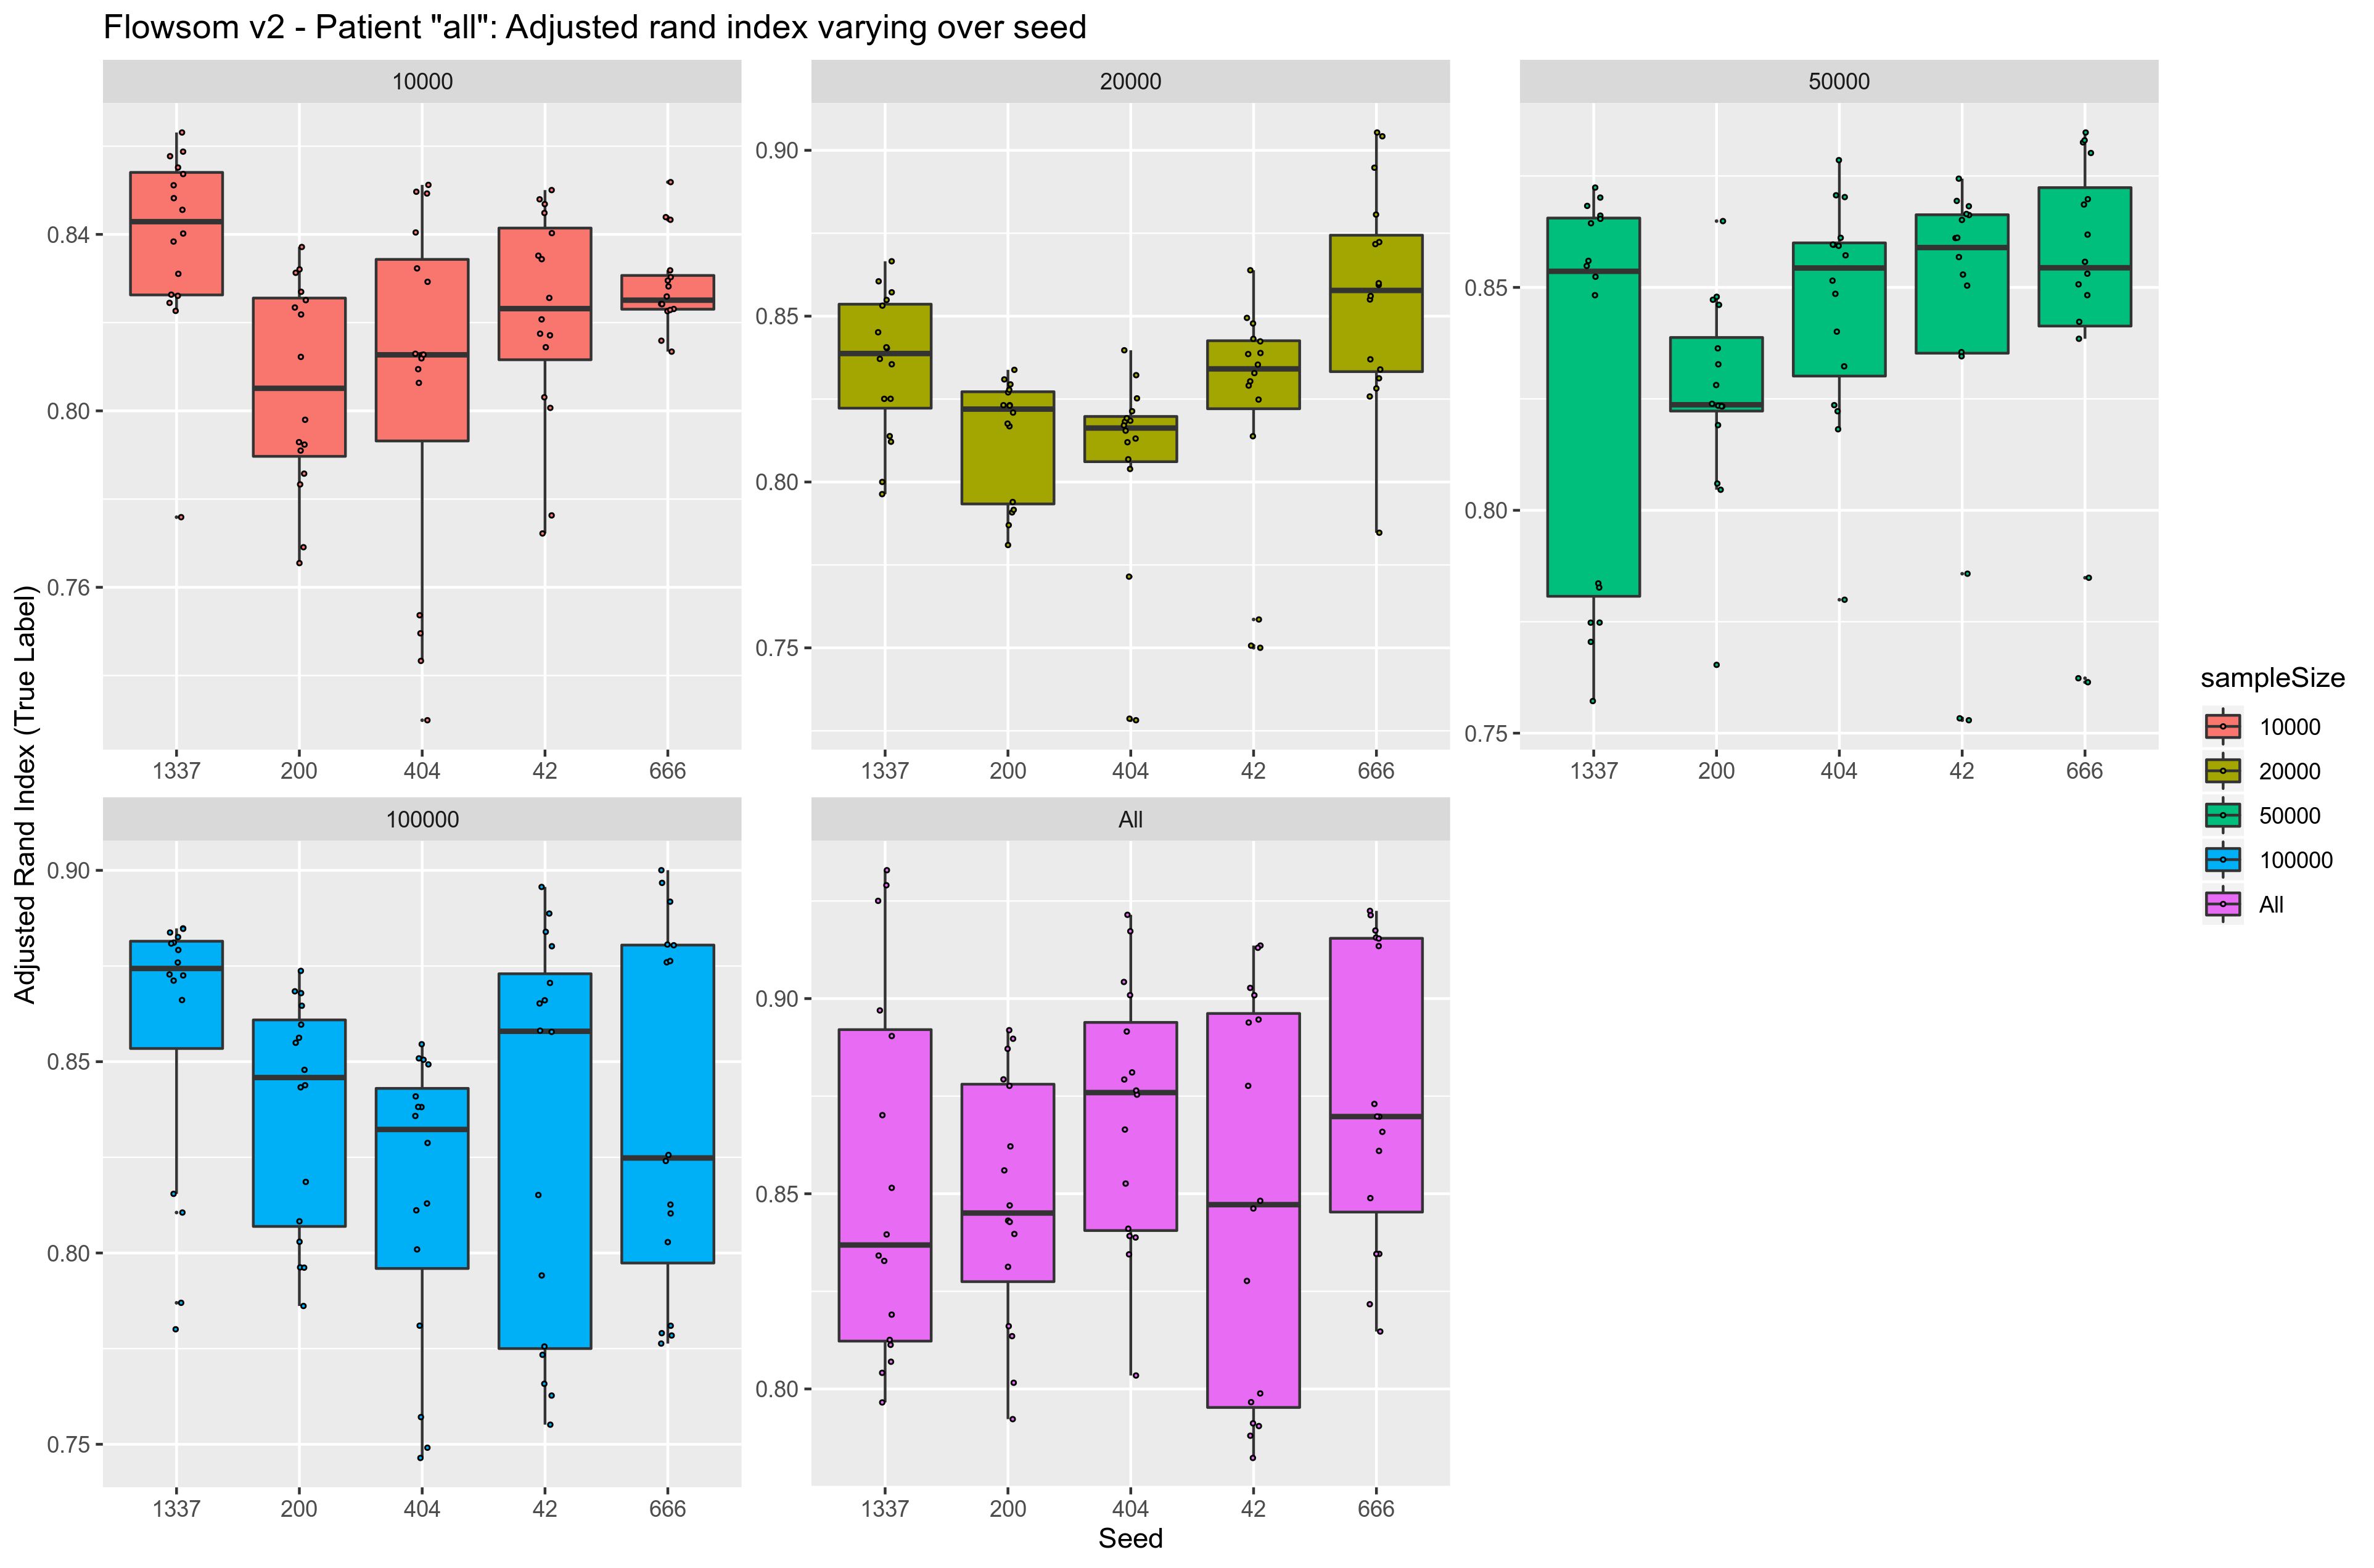 Flowsom v2 - Patient "all": Adjusted rand index varying over seed
10000
20000
50000
0.84
0.80
0.76
0.90
0.85
0.80
0.75
0.85
0.80
0.75
1337 200 404 42 666
1337 200 404 42 666
1337 200 404 42 666
100000
All
0.90
0.85
0.80
0.75
0.90
0.85
0.80
1337 200 404 42 666
1337 200 404 42 666
Seed
Adjusted Rand Index (True Label)
sampleSize
10000
20000
50000
100000
All